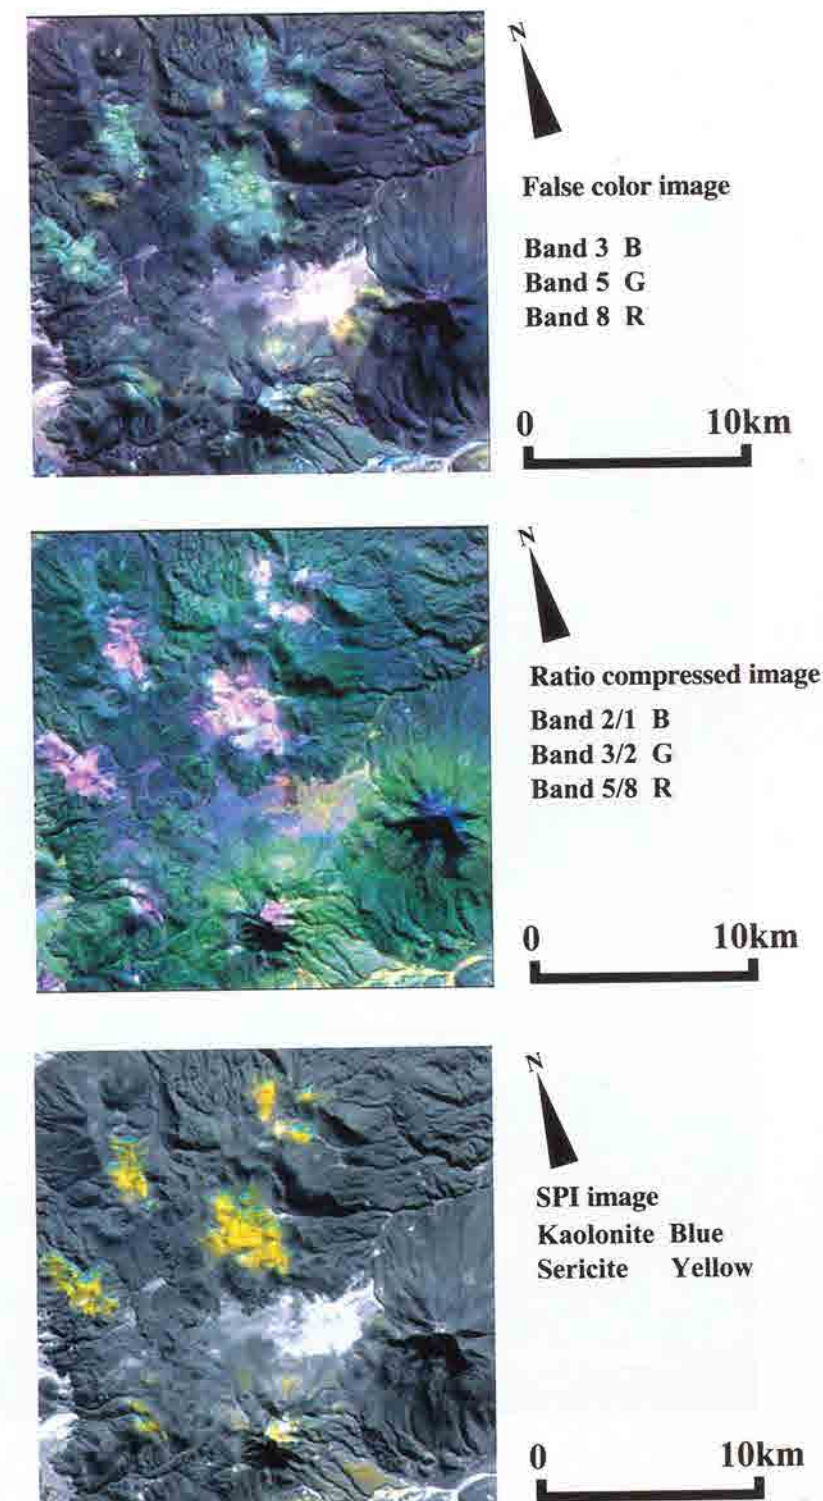 N
False color image
Band 3 B
Band 5 G
Band 8 R
0 10km
N
Ratio compressed image
Band 2/1 B
Band 3/2 G
Band 5/8 R
0 10km
N
SPI image
Kaolonite Blue
Sericite Yellow
0 10km